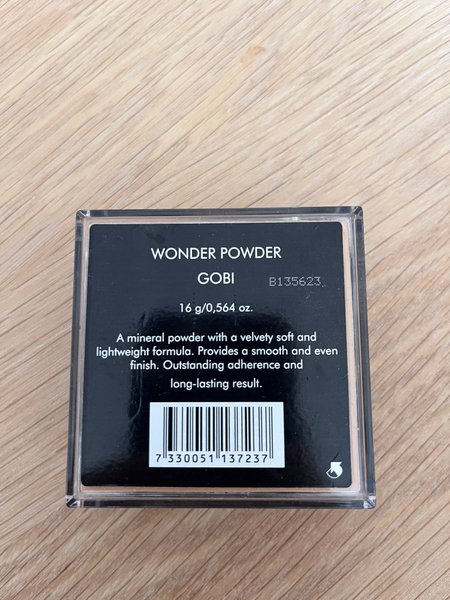 WONDER POWDER
GOBI
B135623
16 g/0,564 oz.
A mineral powder with a velvety soft and
lightweight formula. Provides a smooth and even
finish. Outstanding adherence and
long-lasting result.
7 330051 137237